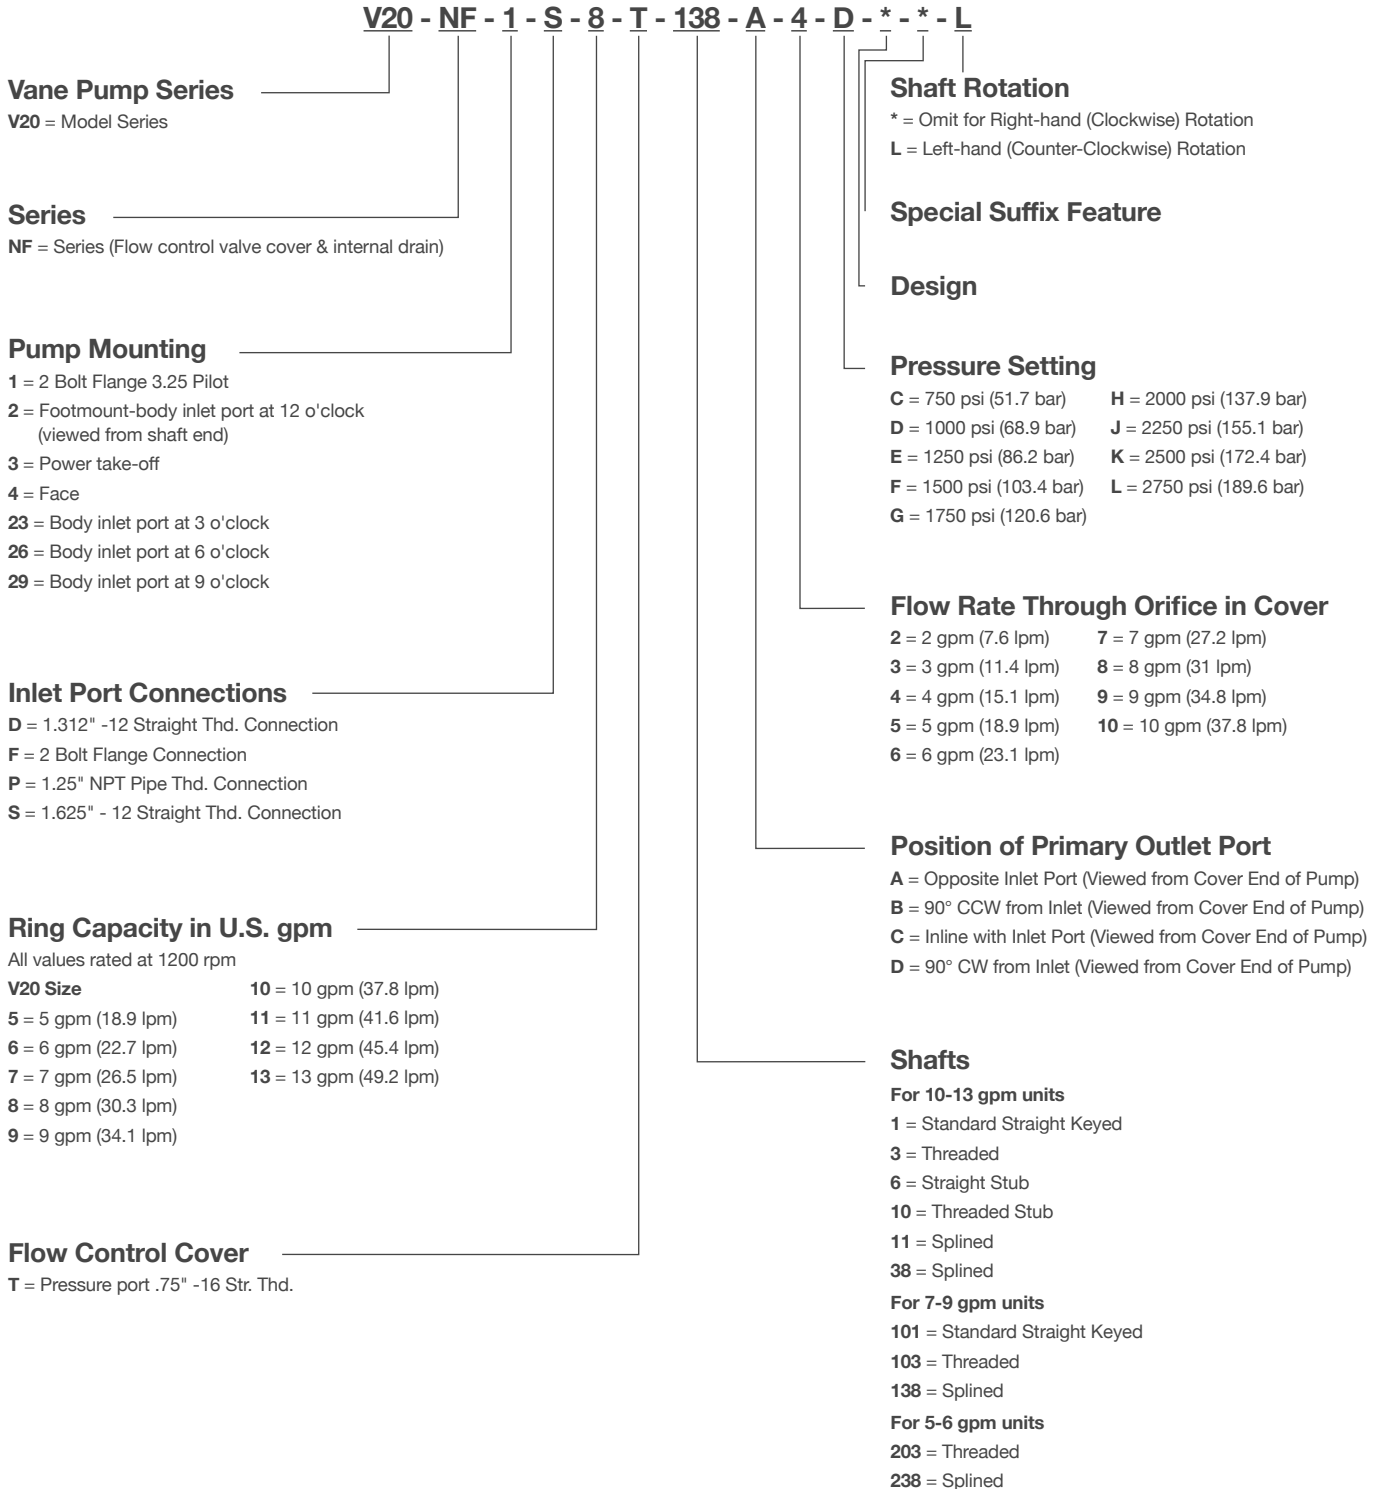 V20 - NF - 1 - S - 8 - T - 138 - A - 4 - D - * - * - L
Vane Pump Series
V20 = Model Series
Series
NF = Series (Flow control valve cover & internal drain)
Pump Mounting
1 = 2 Bolt Flange 3.25 Pilot
2 = Footmount-body inlet port at 12 o'clock
(viewed from shaft end)
3 = Power take-off
4 = Face
23 = Body inlet port at 3 o'clock
26 = Body inlet port at 6 o'clock
29 = Body inlet port at 9 o'clock
Inlet Port Connections
D = 1.312" -12 Straight Thd. Connection
F = 2 Bolt Flange Connection
P = 1.25" NPT Pipe Thd. Connection
S = 1.625" - 12 Straight Thd. Connection
Ring Capacity in U.S. gpm
All values rated at 1200 rpm
V20 Size
5 = 5 gpm (18.9 lpm)
6 = 6 gpm (22.7 lpm)
7 = 7 gpm (26.5 lpm)
8 = 8 gpm (30.3 lpm)
9 = 9 gpm (34.1 lpm)
10 = 10 gpm (37.8 lpm)
11 = 11 gpm (41.6 lpm)
12 = 12 gpm (45.4 lpm)
13 = 13 gpm (49.2 lpm)
Flow Control Cover
T = Pressure port .75" -16 Str. Thd.
Shaft Rotation
* = Omit for Right-hand (Clockwise) Rotation
L = Left-hand (Counter-Clockwise) Rotation
Special Suffix Feature
Design
Pressure Setting
C = 750 psi (51.7 bar)
D = 1000 psi (68.9 bar)
E = 1250 psi (86.2 bar)
F = 1500 psi (103.4 bar)
G = 1750 psi (120.6 bar)
H = 2000 psi (137.9 bar)
J = 2250 psi (155.1 bar)
K = 2500 psi (172.4 bar)
L = 2750 psi (189.6 bar)
Flow Rate Through Orifice in Cover
2 = 2 gpm (7.6 lpm)
3 = 3 gpm (11.4 lpm)
4 = 4 gpm (15.1 lpm)
5 = 5 gpm (18.9 lpm)
6 = 6 gpm (23.1 lpm)
7 = 7 gpm (27.2 lpm)
8 = 8 gpm (31 lpm)
9 = 9 gpm (34.8 lpm)
10 = 10 gpm (37.8 lpm)
Position of Primary Outlet Port
A = Opposite Inlet Port (Viewed from Cover End of Pump)
B = 90° CCW from Inlet (Viewed from Cover End of Pump)
C = Inline with Inlet Port (Viewed from Cover End of Pump)
D = 90° CW from Inlet (Viewed from Cover End of Pump)
Shafts
For 10-13 gpm units
1 = Standard Straight Keyed
3 = Threaded
6 = Straight Stub
10 = Threaded Stub
11 = Splined
38 = Splined
For 7-9 gpm units
101 = Standard Straight Keyed
103 = Threaded
138 = Splined
For 5-6 gpm units
203 = Threaded
238 = Splined